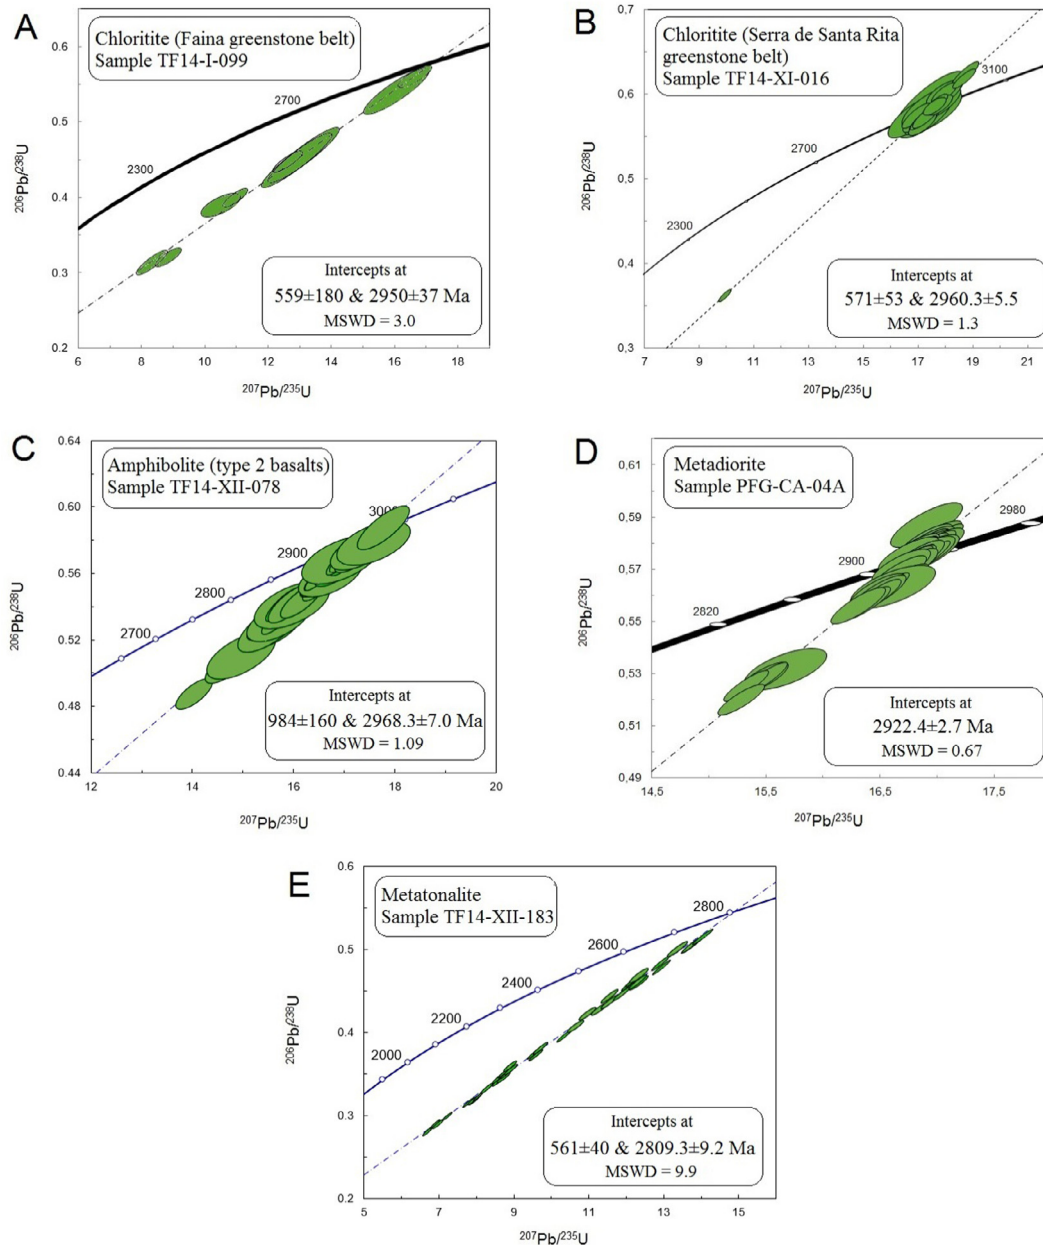 A
Chloritite (Faina greenstone belt)
Sample TF14-I-099
0.6
0.5
0.4
0.3
0.2
2300
2700
Intercepts at
559±180 & 2950±37 Ma
MSWD = 3.0
6 8 10 12 14 16 18
206Pb/238U
207Pb/235U
B
Chloritite (Serra de Santa Rita
greenstone belt)
Sample TF14-XI-016
0,7
0,6
0,5
0,4
0,3
2300
2700
3100
Intercepts at
571±53 & 2960.3±5.5
MSWD = 1.3
7 9 11 13 15 17 19 21
206Pb/238U
207Pb/235U
C
Amphibolite (type 2 basalts)
Sample TF14-XII-078
0.64
0.60
0.56
0.52
0.48
0.44
2700
2800
2900
3000
Intercepts at
984±160 & 2968.3±7.0 Ma
MSWD = 1.09
12 14 16 18 20
206Pb/238U
207Pb/235U
D
Metadiorite
Sample PFG-CA-04A
0,61
0,59
0,57
0,55
0,53
0,51
0,49
2820
2900
2980
Intercepts at
2922.4±2.7 Ma
MSWD = 0.67
14,5 15,5 16,5 17,5
206Pb/238U
207Pb/235U
E
Metatonalite
Sample TF14-XII-183
0.6
0.5
0.4
0.3
0.2
2000
2200
2400
2600
2800
Intercepts at
561±40 & 2809.3±9.2 Ma
MSWD = 9.9
5 7 9 11 13 15
206Pb/238U
207Pb/235U